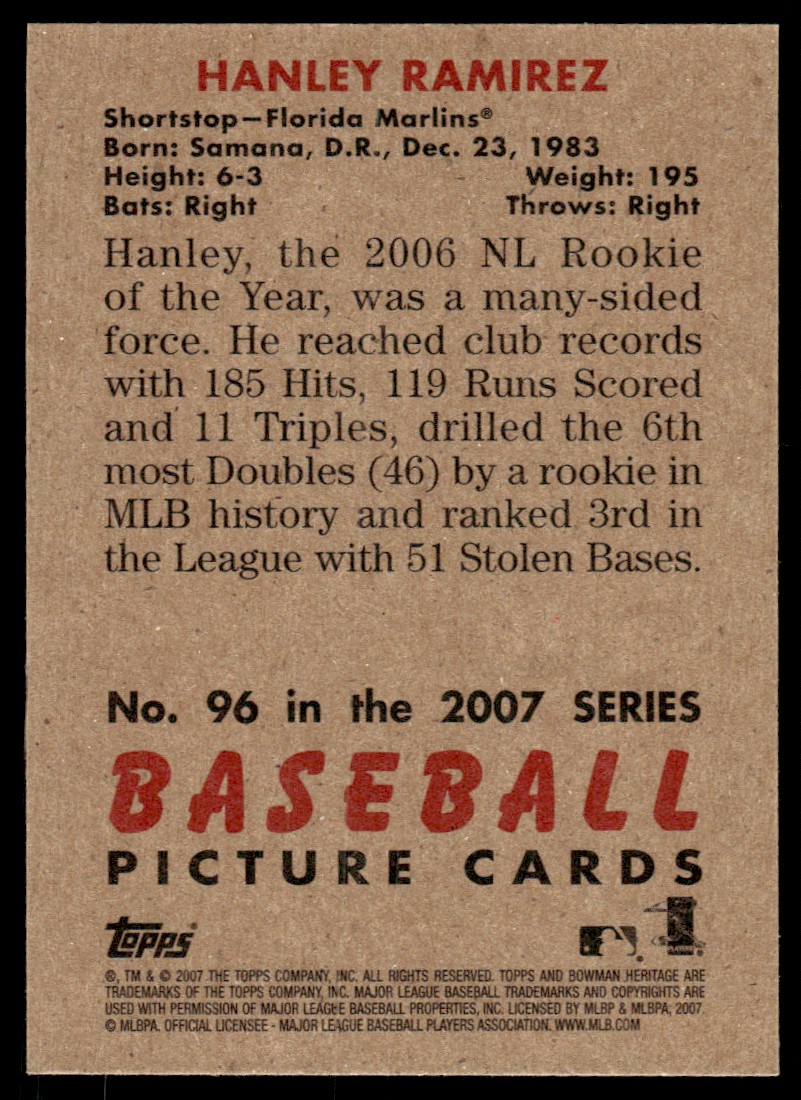 HANLEY RAMIREZ
Shortstop—Florida Marlins®
Born: Samana, D.R., Dec. 23, 1983
Height: 6-3 Weight: 195
Bats: Right Throws: Right
Hanley, the 2006 NL Rookie
of the Year, was a many-sided
force. He reached club records
with 185 Hits, 119 Runs Scored
and 11 Triples, drilled the 6th
most Doubles (46) by a rookie in
MLB history and ranked 3rd in
the League with 51 Stolen Bases.
No. 96 in the 2007 SERIES
BASEBALL
PICTURE CARDS
Topps
®, TM & © 2007 THE TOPPS COMPANY, INC. ALL RIGHTS RESERVED. TOPPS AND BOWMAN HERITAGE ARE
TRADEMARKS OF THE TOPPS COMPANY, INC. MAJOR LEAGUE BASEBALL TRADEMARKS AND COPYRIGHTS ARE
USED WITH PERMISSION OF MAJOR LEAGUE BASEBALL PROPERTIES, INC. LICENSED BY MLBP & MLBPA, 2007.
© MLBPA. OFFICIAL LICENSEE - MAJOR LEAGUE BASEBALL PLAYERS ASSOCIATION. WWW.MLB.COM